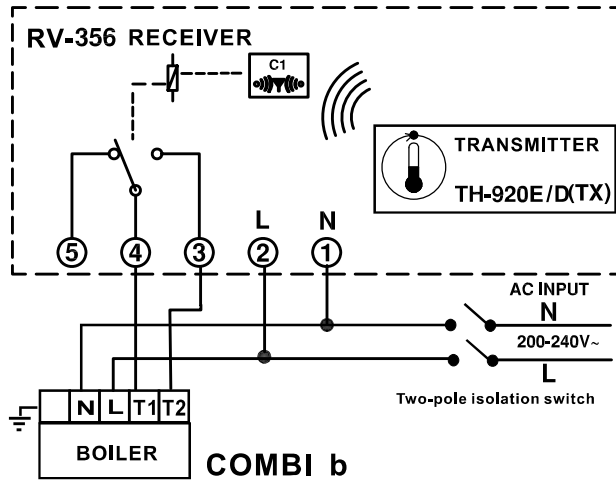 RV-356 RECEIVER
C1
TRANSMITTER
TH-920E/D(TX)
L N
5 4 3 2 1
AC INPUT
N
200-240V~
L
Two-pole isolation switch
N L T1 T2
BOILER
COMBI b